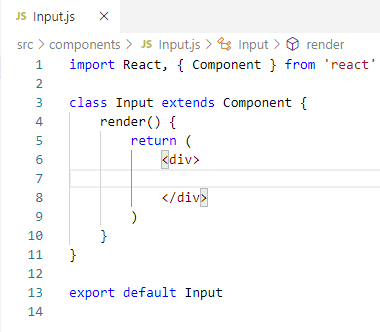 JS Input.js ×
src > components > JS Input.js > Input > render
1 import React, { Component } from 'react'
2
3 class Input extends Component {
4     render() {
5         return (
6             <div>
7
8             </div>
9         )
10     }
11 }
12
13 export default Input
14